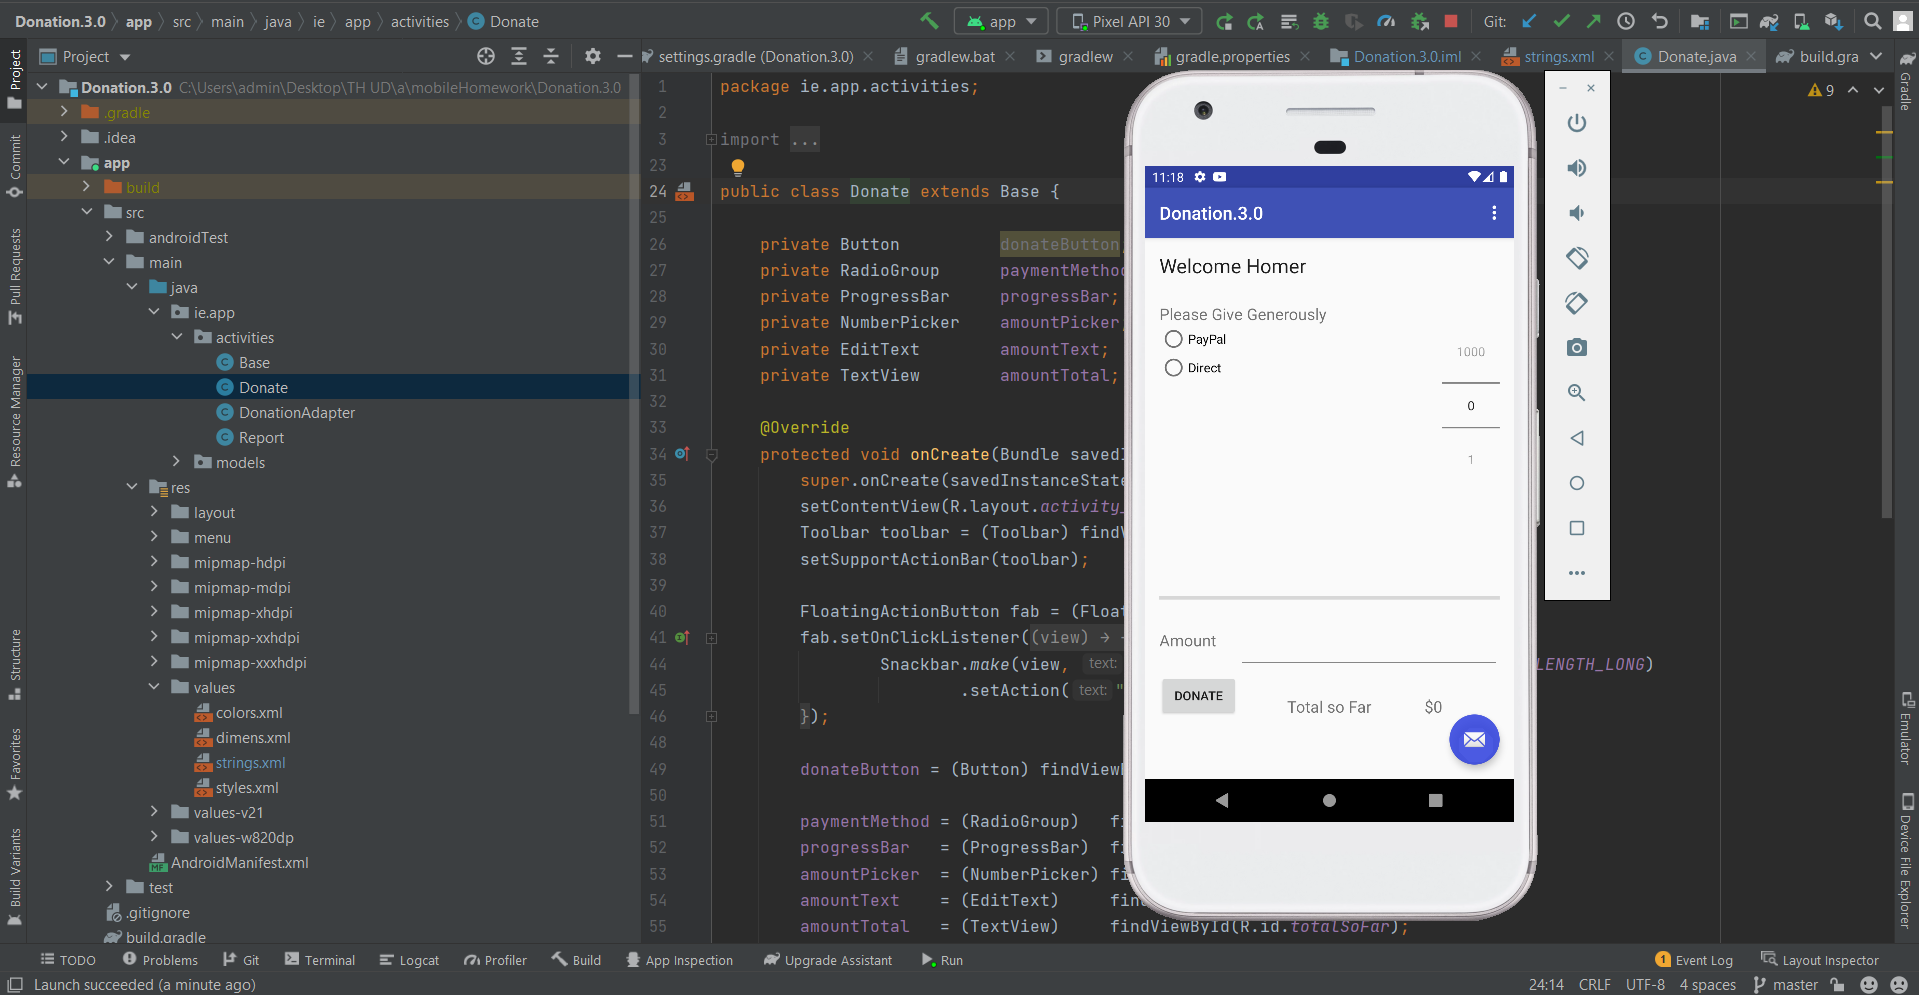 Donation.3.0 app src main java ie app activities Donate
app Pixel API 30 Git:
Project
settings.gradle (Donation.3.0) gradlew.bat gradlew gradle.properties Donation.3.0.iml strings.xml Donate.java build.gra
Donation.3.0 C:\Users\admin\Desktop\TH UD\a\mobileHomework\Donation.3.0
.gradle
.idea
app
build
src
androidTest
main
java
ie.app
activities
Base
Donate
DonationAdapter
Report
models
res
layout
menu
mipmap-hdpi
mipmap-mdpi
mipmap-xhdpi
mipmap-xxhdpi
mipmap-xxxhdpi
values
colors.xml
dimens.xml
strings.xml
styles.xml
values-v21
values-w820dp
AndroidManifest.xml
test
.gitignore
build.gradle
Project
Commit
Pull Requests
Resource Manager
Structure
Favorites
Build Variants
1 package ie.app.activities;
2
3 import ...
23
24 public class Donate extends Base {
25
26 private Button donateButton;
27 private RadioGroup paymentMethod
28 private ProgressBar progressBar;
29 private NumberPicker amountPicker;
30 private EditText amountText;
31 private TextView amountTotal;
32
33 @Override
34 protected void onCreate(Bundle savedI
35 super.onCreate(savedInstanceState
36 setContentView(R.layout.activity_
37 Toolbar toolbar = (Toolbar) findV
38 setSupportActionBar(toolbar);
39
40 FloatingActionButton fab = (Float
41 fab.setOnClickListener((view) →
44 Snackbar.make(view, text: LENGTH_LONG)
45 .setAction( text: "
46 });
48
49 donateButton = (Button) findViewB
50
51 paymentMethod = (RadioGroup) fi
52 progressBar = (ProgressBar) fi
53 amountPicker = (NumberPicker) fi
54 amountText = (EditText) fin
55 amountTotal = (TextView) findViewById(R.id.totalSoFar);
9
11:18
Donation.3.0
Welcome Homer
Please Give Generously
PayPal
Direct
1000
0
1
Amount
DONATE
Total so Far $0
Gradle
Emulator
Device File Explorer
TODO Problems Git Terminal Logcat Profiler Build App Inspection Upgrade Assistant Run 1 Event Log Layout Inspector
Launch succeeded (a minute ago) 24:14 CRLF UTF-8 4 spaces master